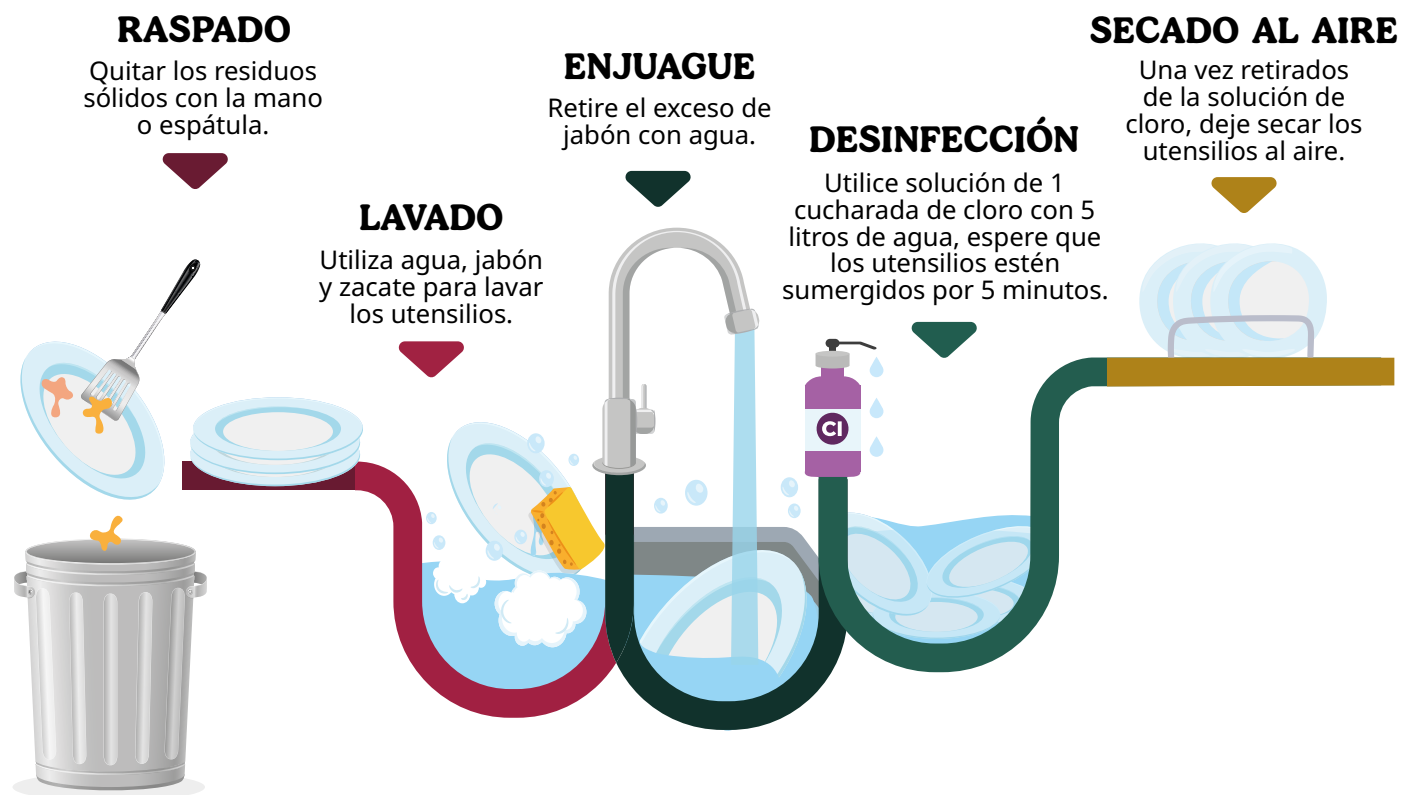 RASPADO
Quitar los residuos
sólidos con la mano
o espátula.
LAVADO
Utiliza agua, jabón
y zacate para lavar
los utensilios.
ENJUAGUE
Retire el exceso de
jabón con agua.
DESINFECCIÓN
Utilice solución de 1
cucharada de cloro con 5
litros de agua, espere que
los utensilios estén
sumergidos por 5 minutos.
Cl
SECADO AL AIRE
Una vez retirados
de la solución de
cloro, deje secar los
utensilios al aire.